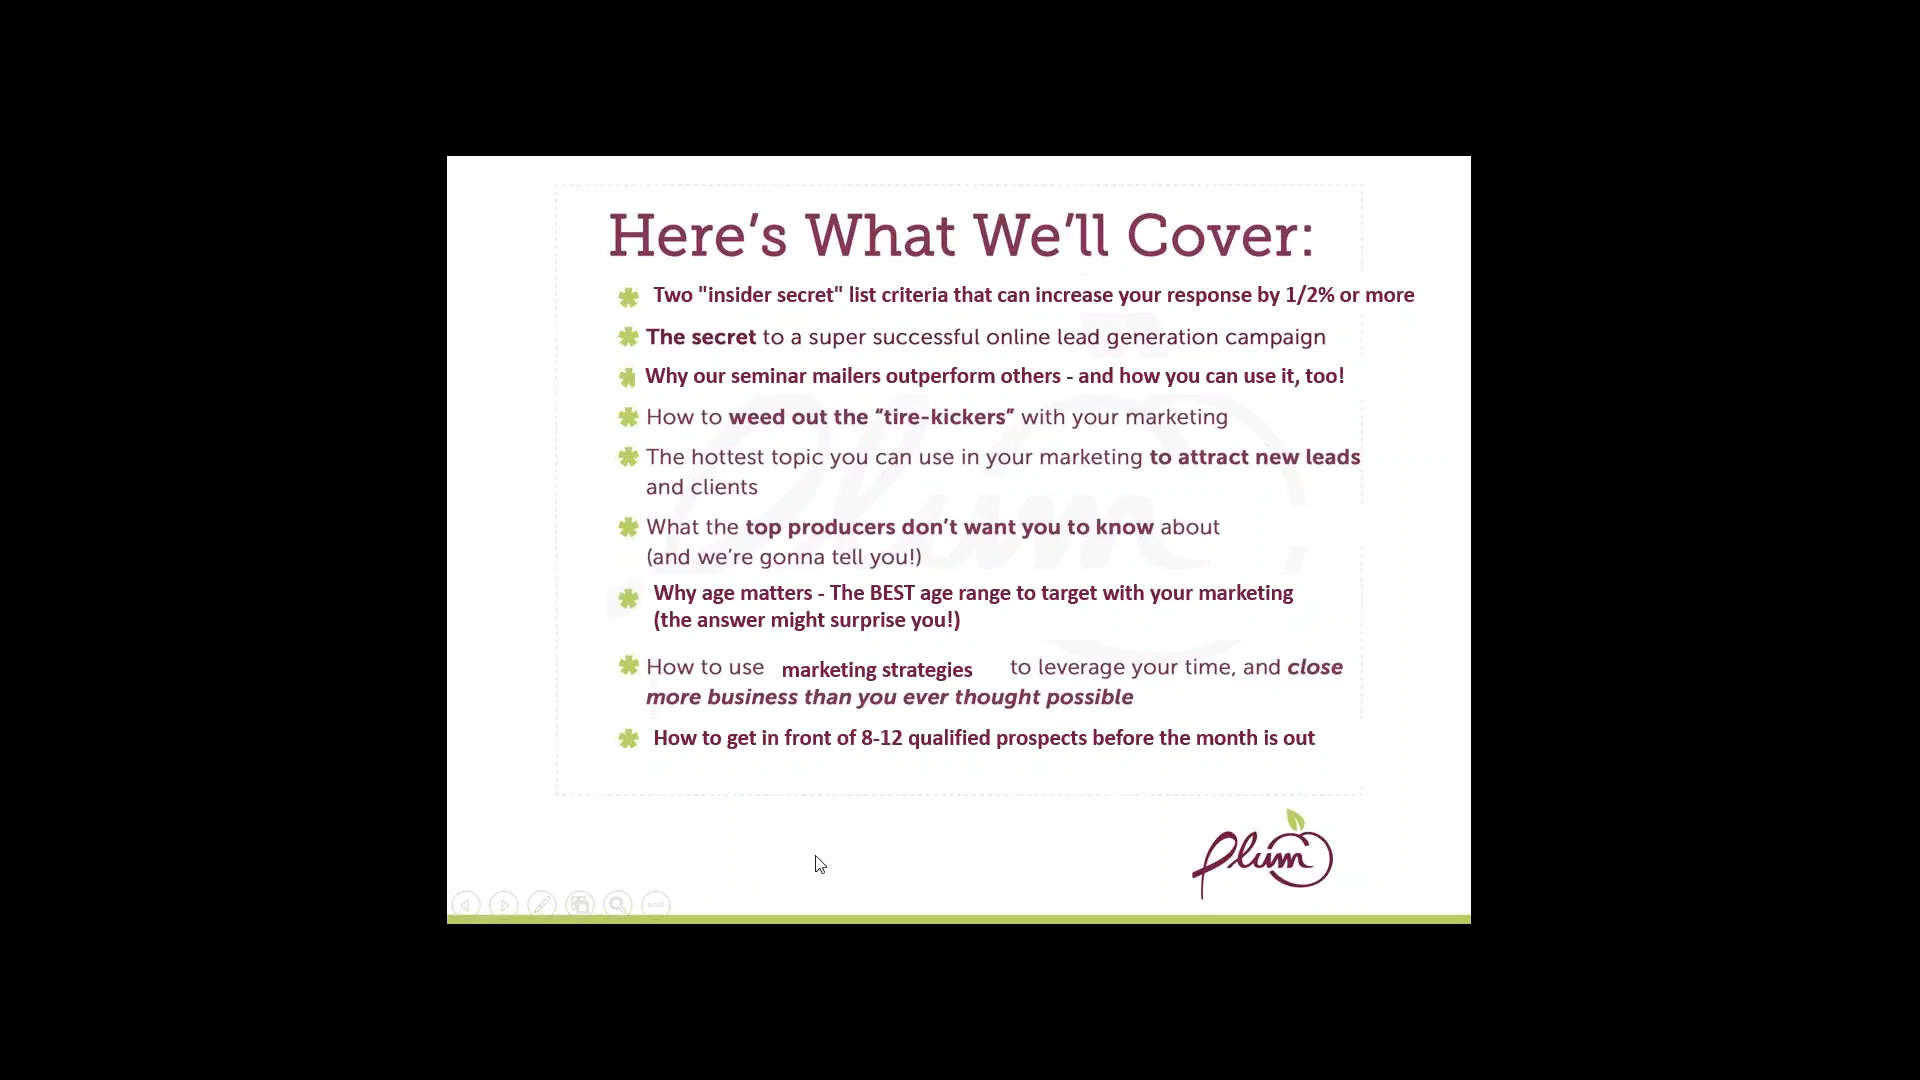 Here’s What We’ll Cover:
Two "insider secret" list criteria that can increase your response by 1/2% or more
The secret to a super successful online lead generation campaign
Why our seminar mailers outperform others - and how you can use it, too!
How to weed out the “tire-kickers” with your marketing
The hottest topic you can use in your marketing to attract new leads
and clients
What the top producers don’t want you to know about
(and we’re gonna tell you!)
Why age matters - The BEST age range to target with your marketing
(the answer might surprise you!)
How to use marketing strategies to leverage your time, and close
more business than you ever thought possible
How to get in front of 8-12 qualified prospects before the month is out
plum